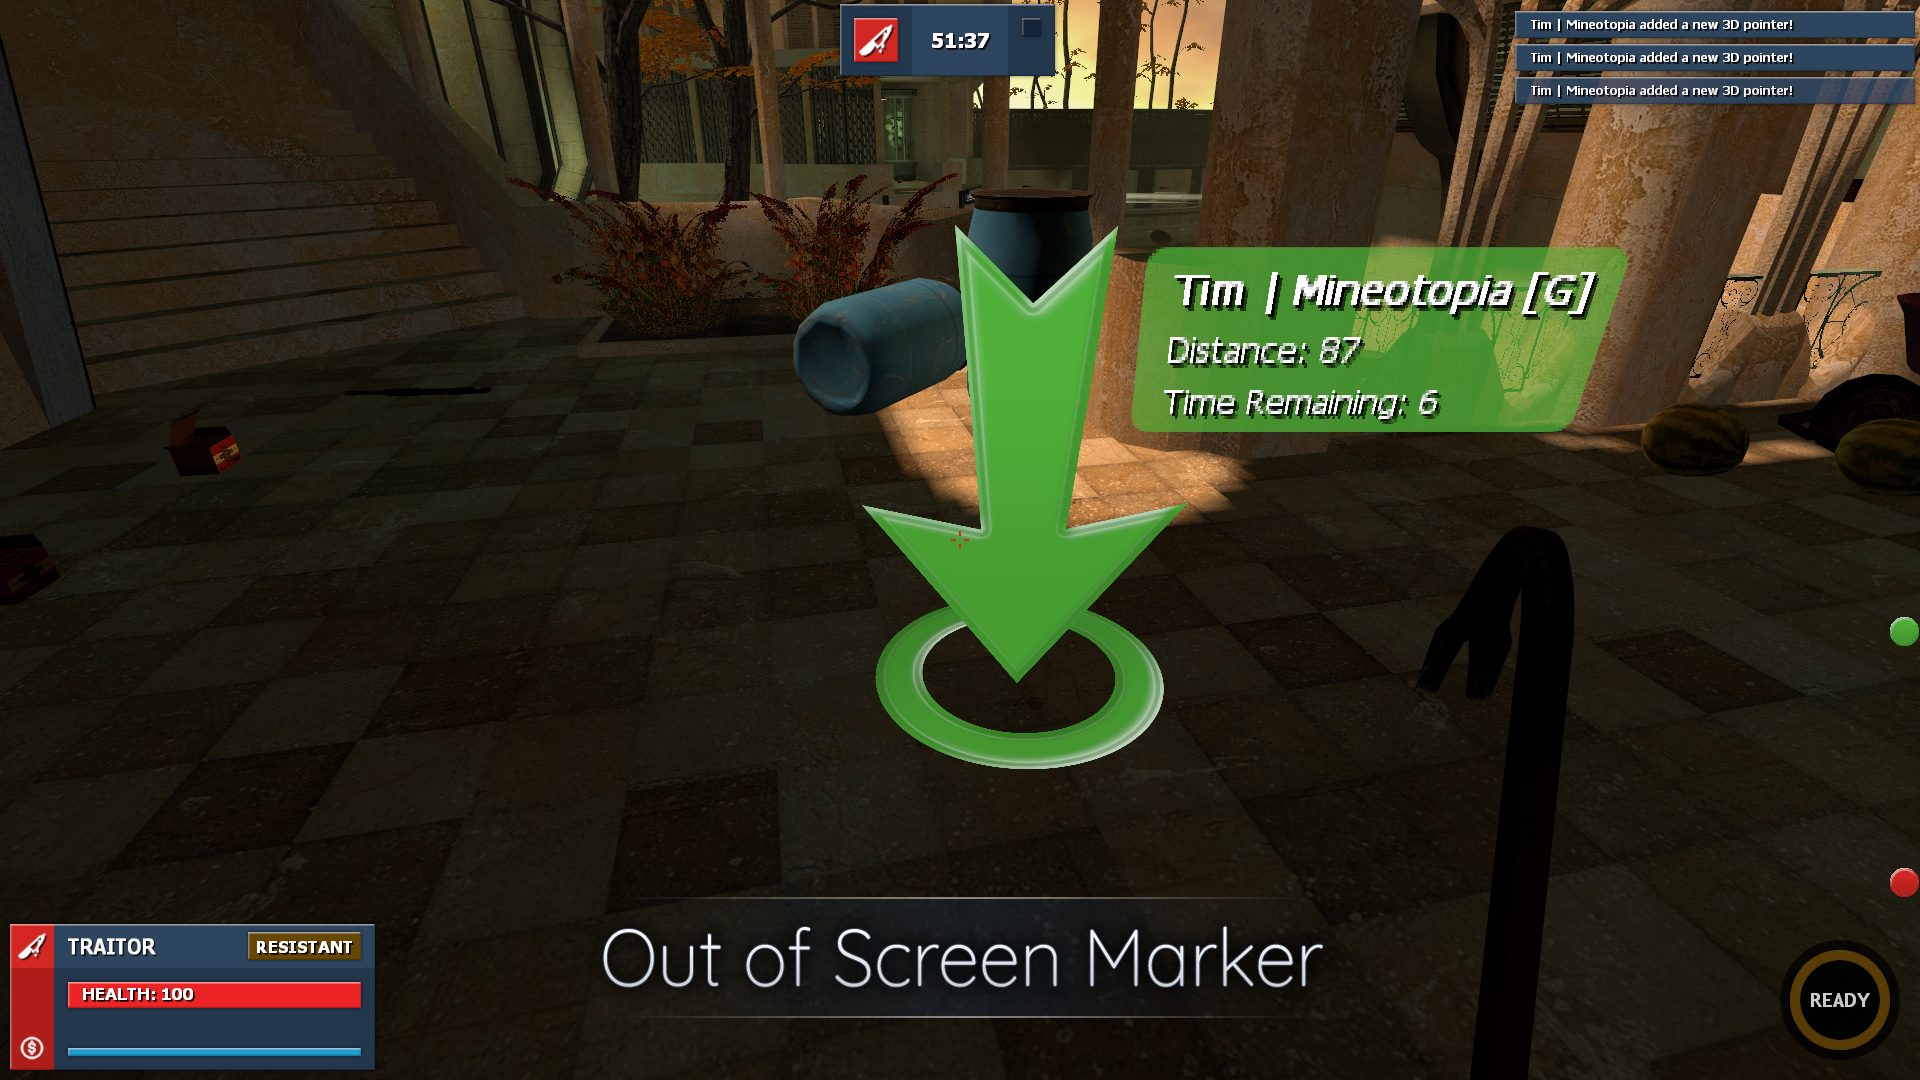 51:37
Tim | Mineotopia added a new 3D pointer!
Tim | Mineotopia added a new 3D pointer!
Tim | Mineotopia added a new 3D pointer!
Tim | Mineotopia [G]
Distance: 87
Time Remaining: 6
Out of Screen Marker
TRAITOR
RESISTANT
HEALTH: 100
READY